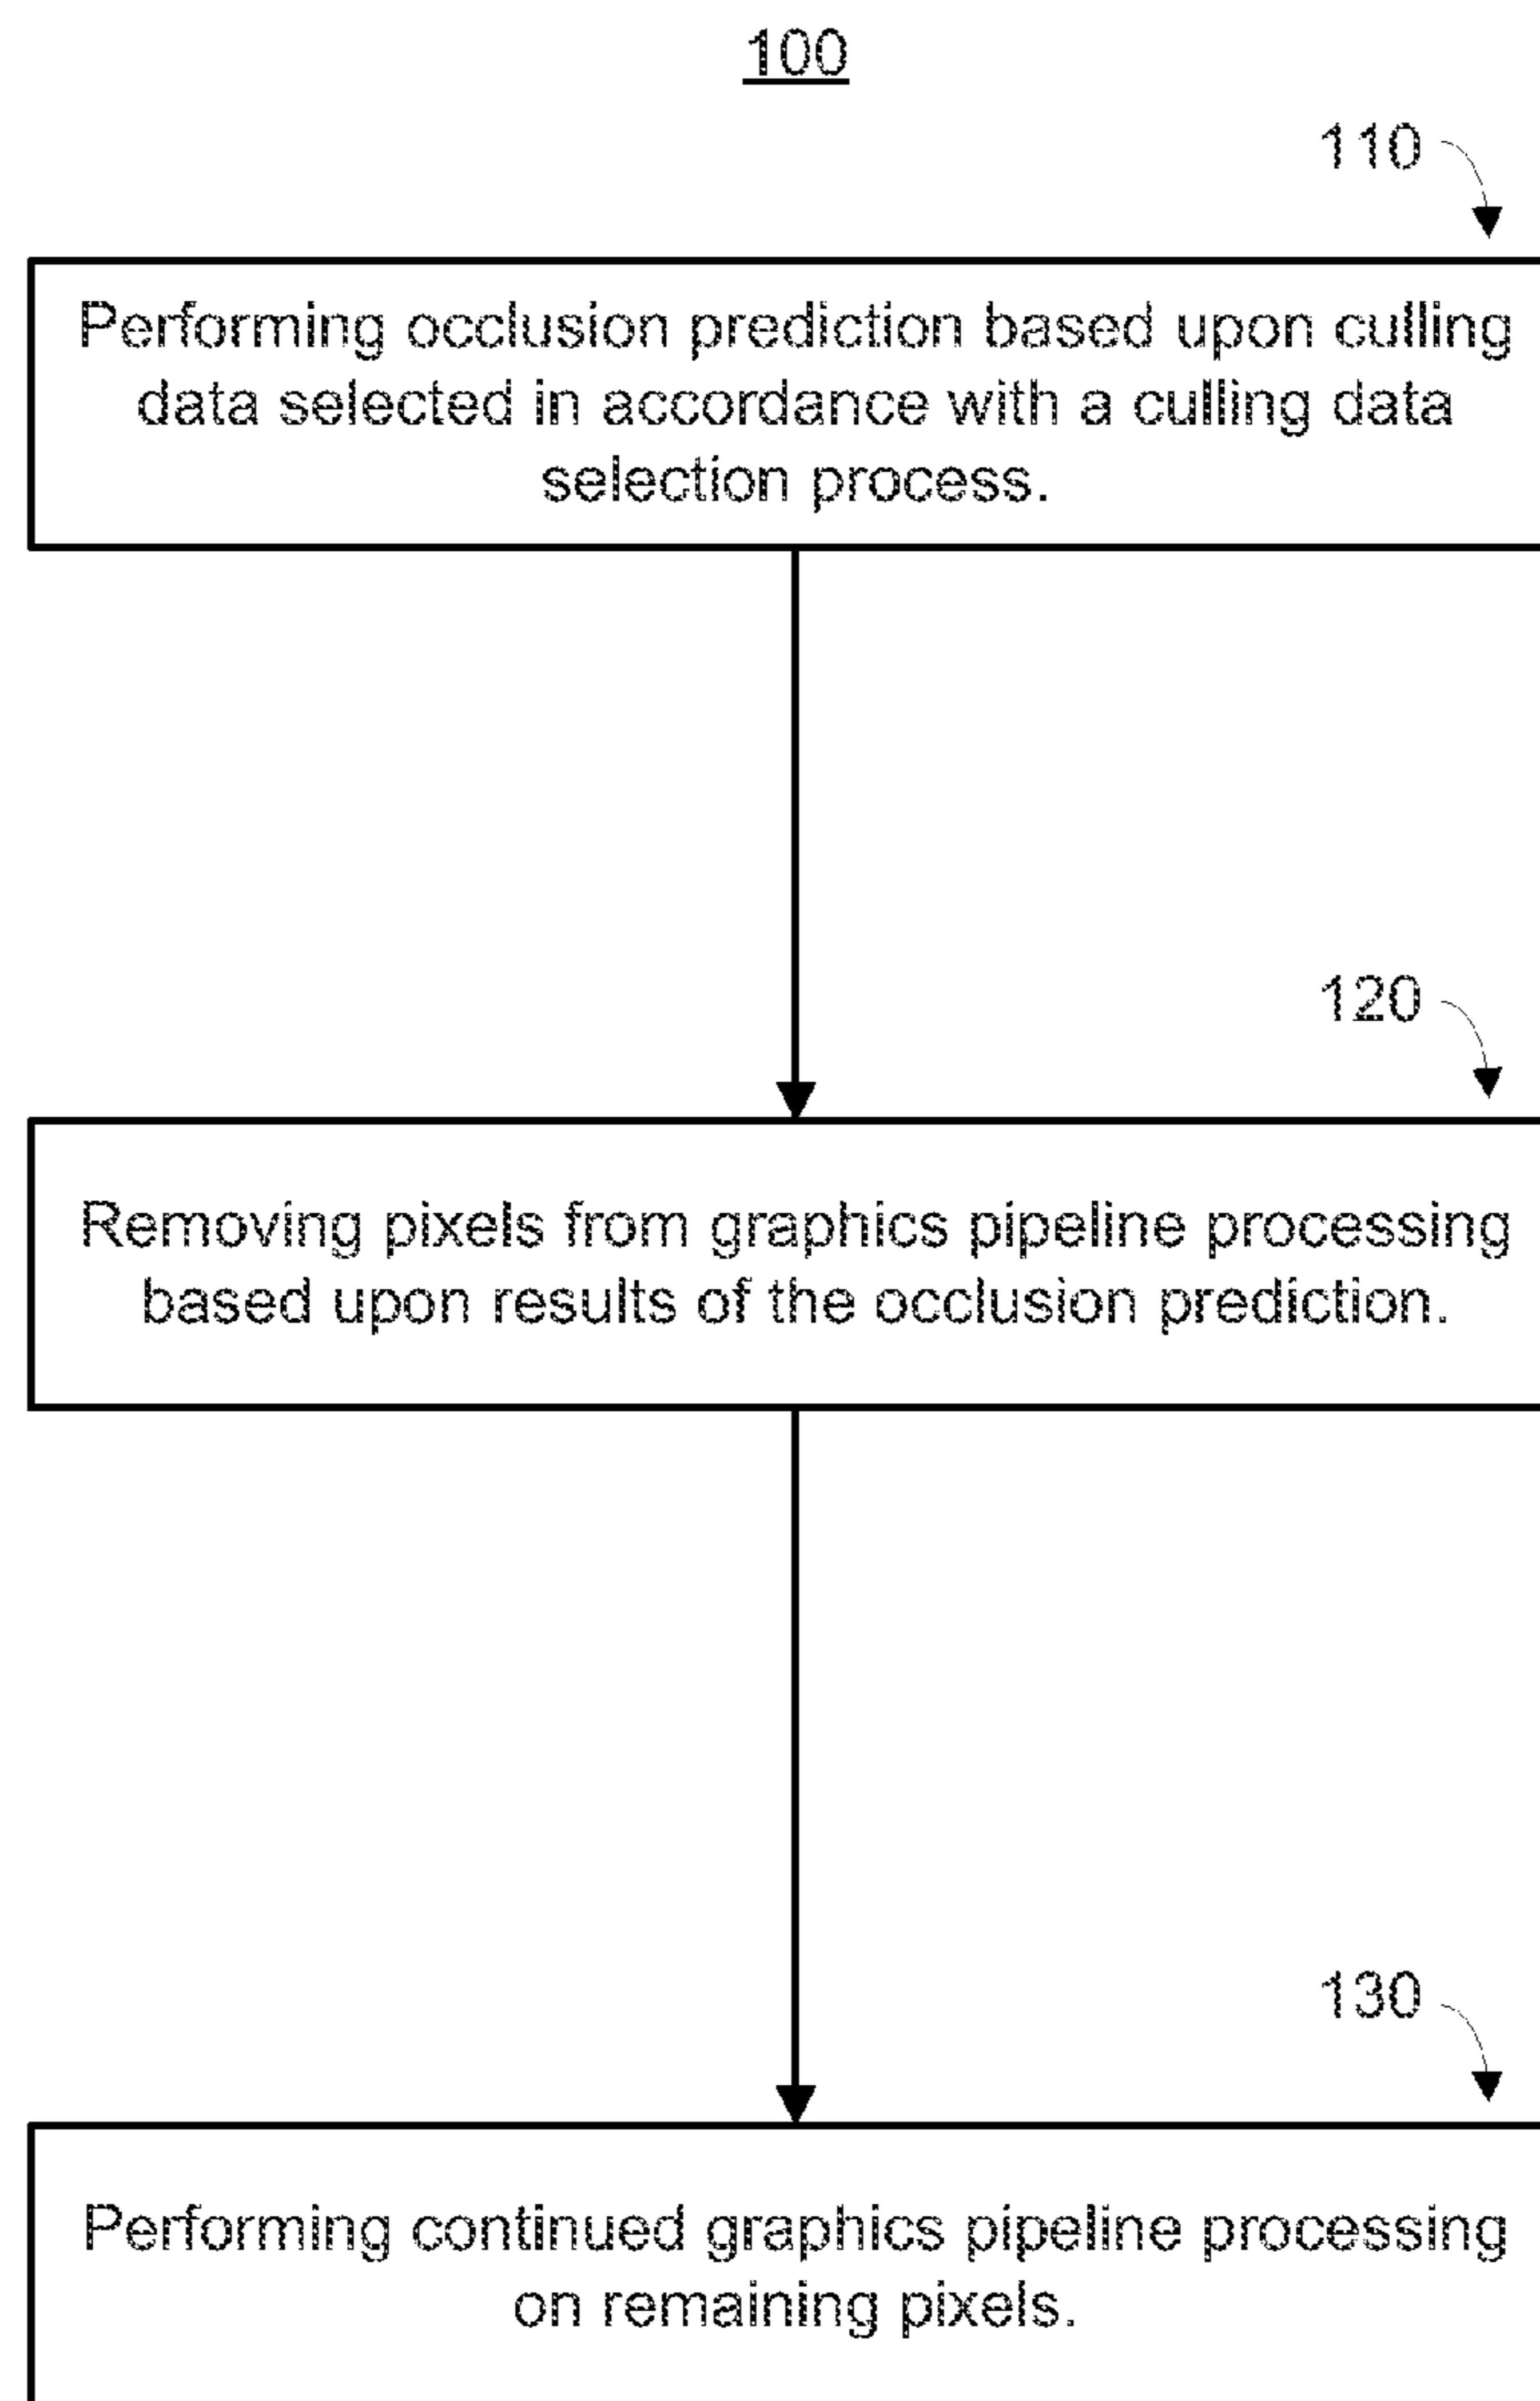 100
110
Performing occlusion prediction based upon culling
data selected in accordance with a culling data
selection process.
120
Removing pixels from graphics pipeline processing
based upon results of the occlusion prediction.
130
Performing continued graphics pipeline processing
on remaining pixels.